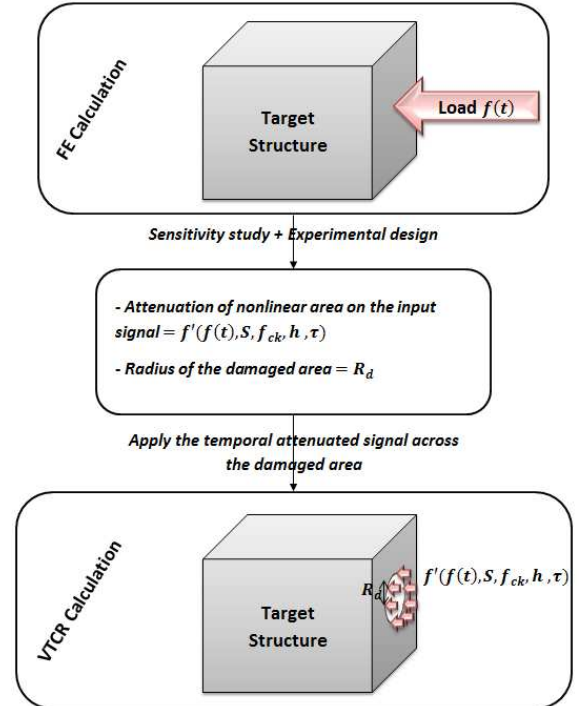 FE Calculation
Target
Structure
Load f(t)
Sensitivity study + Experimental design
- Attenuation of nonlinear area on the input
signal = f'(f(t),S,f_ck,h ,τ)
- Radius of the damaged area = R_d
Apply the temporal attenuated signal across
the damaged area
VTCR Calculation
Target
Structure
R_d
f'(f(t),S,f_ck,h ,τ)